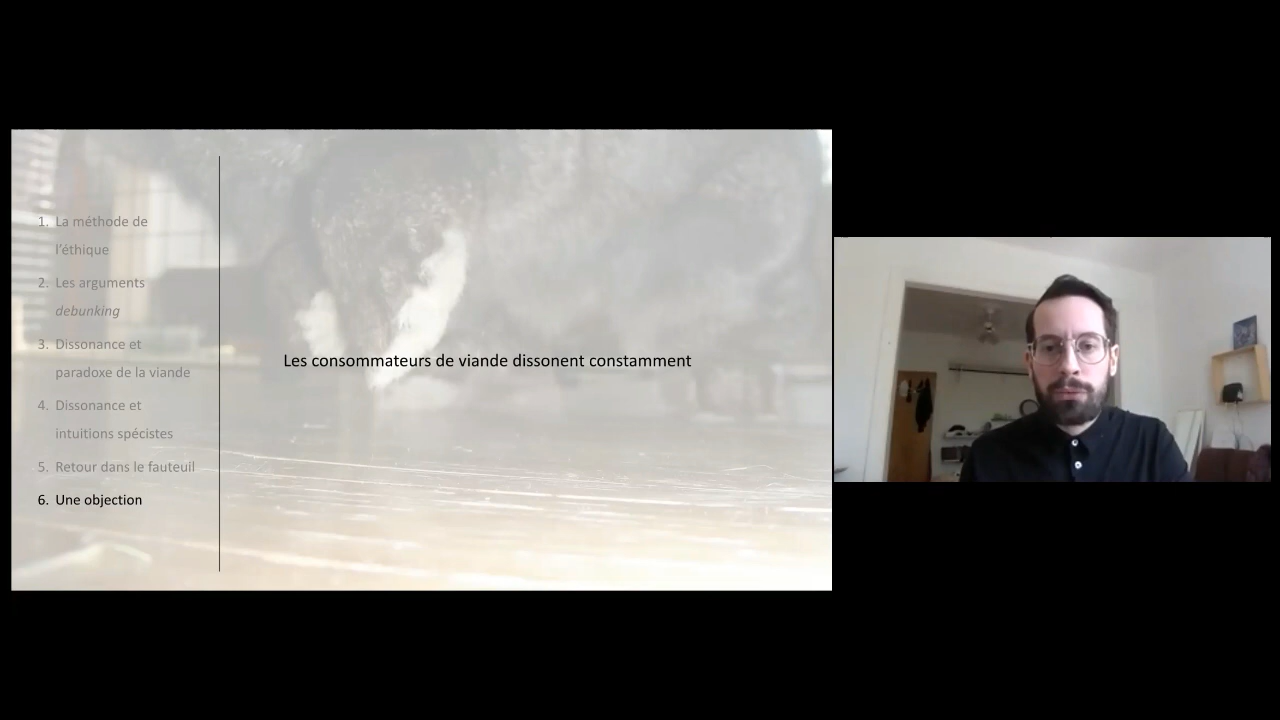 1. La méthode de
l'éthique
2. Les arguments
debunking
3. Dissonance et
paradoxe de la viande
4. Dissonance et
intuitions spécistes
5. Retour dans le fauteuil
6. Une objection
Les consommateurs de viande dissonent constamment